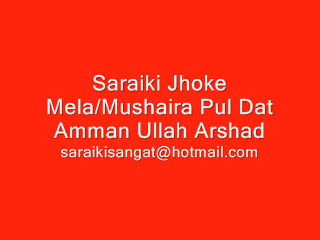 Saraiki Jhoke
Mela/Mushaira Pul Dat
Amman Ullah Arshad
saraikisangat@hotmail.com